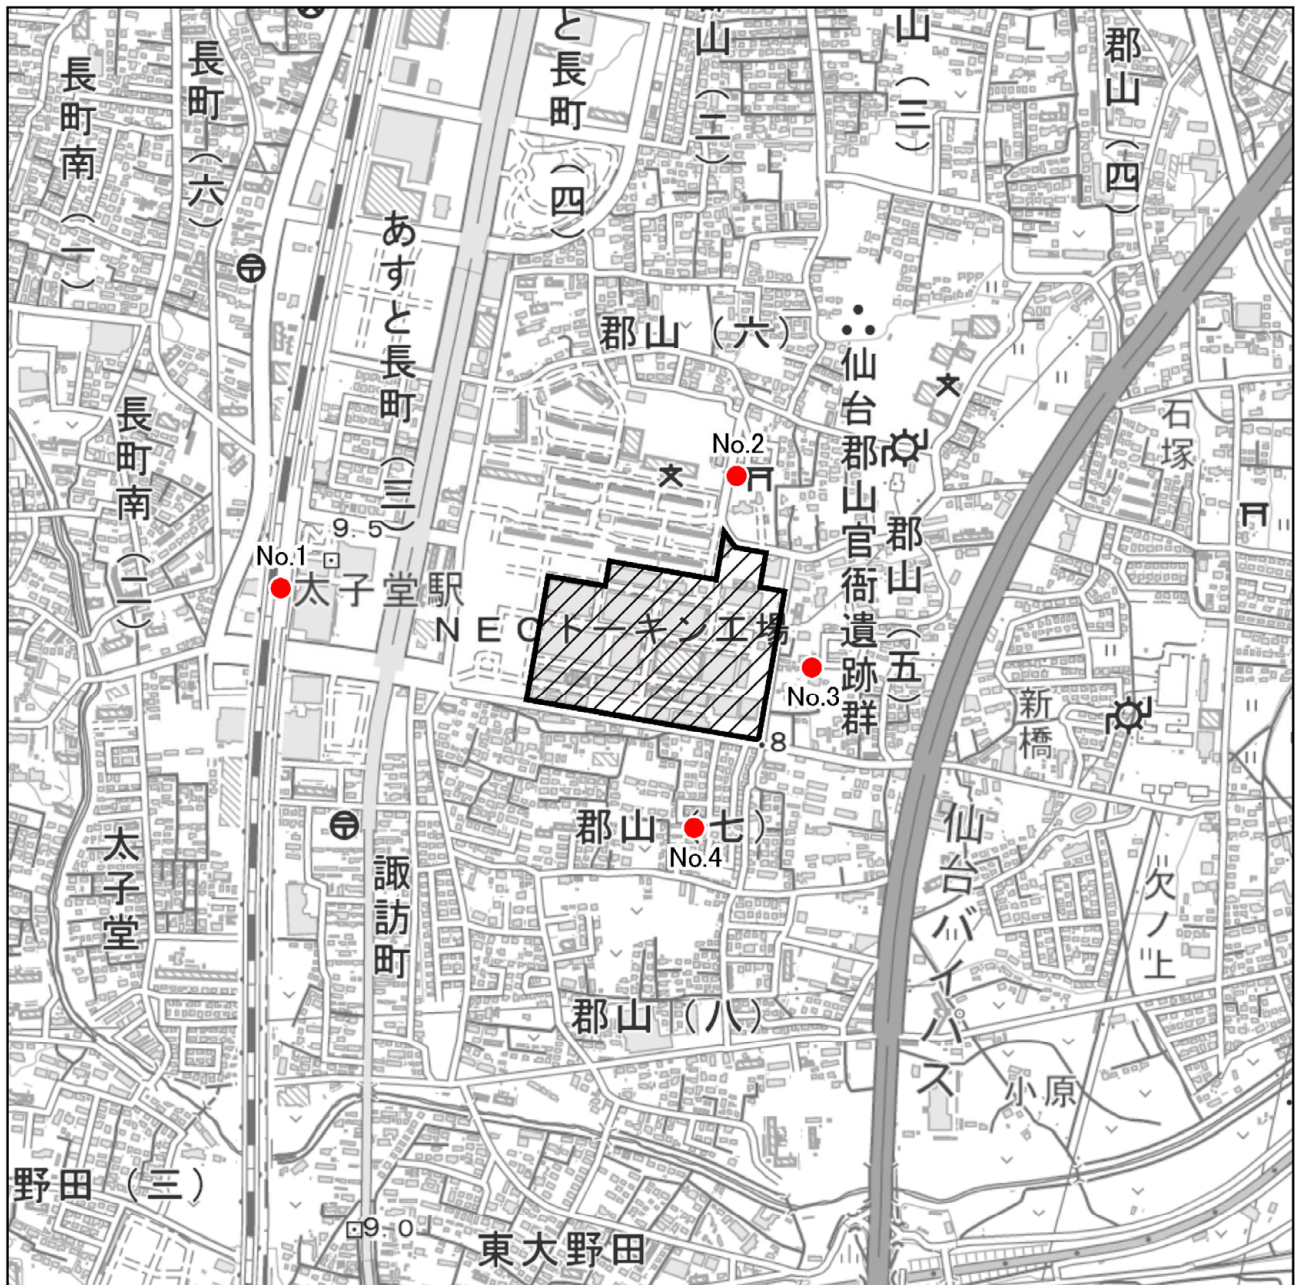 長町南（一）
長町（六）
と長町（四）
山（二）
山（三）
郡山（四）
あすと長町（三）
郡山（六）
仙台郡山官衙遺跡群
石塚
長町南（二）
No.2
郡山（五）
9.5
No.1
太子堂駅
NECトーキン工場
No.3
新橋
8
郡山（七）
No.4
仙台バイパス
太子堂
諏訪町
欠ノ上
郡山（八）
小原
野田（三）
9.0
東大野田